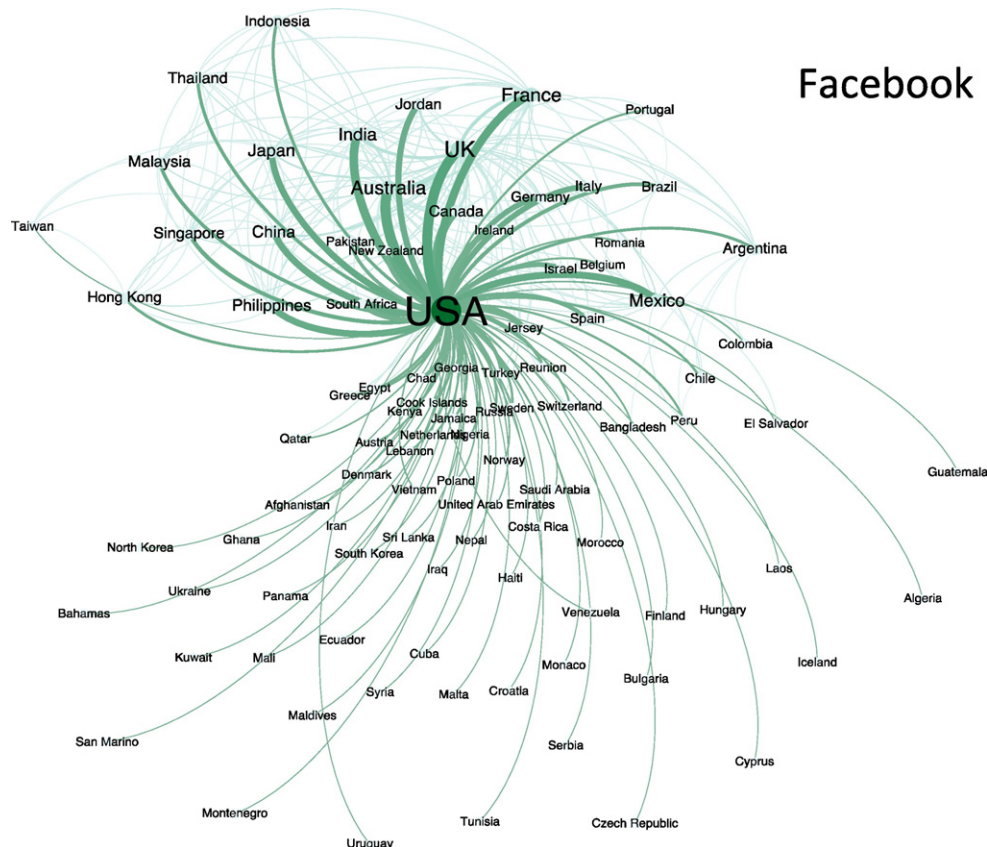 Indonesia
Facebook
Thailand
France
Jordan
Portugal
India
UK
Japan
Malaysia
Australia
Germany
Italy
Brazil
Canada
Taiwan
Singapore
China
Pakistan
New Zealand
Ireland
Romania
Argentina
Israel
Belgium
Hong Kong
Philippines
South Africa
USA
Mexico
Jersey
Spain
Colombia
Georgia
Turkey
Reunion
Chad
Chile
Egypt
Greece
Cook Islands
Kenya
Jamaica
Russia
Sweden
Switzerland
Qatar
Austria
Netherlands
Nigeria
Lebanon
Bangladesh
Peru
El Salvador
Norway
Guatemala
Denmark
Vietnam
Poland
Saudi Arabia
Afghanistan
United Arab Emirates
Iran
Costa Rica
North Korea
Ghana
South Korea
Sri Lanka
Nepal
Morocco
Iraq
Haiti
Laos
Ukraine
Panama
Algeria
Bahamas
Venezuela
Finland
Hungary
Ecuador
Kuwait
Mali
Cuba
Monaco
Iceland
Syria
Malta
Croatla
Bulgaria
Maldives
San Marino
Serbia
Cyprus
Montenegro
Tunisia
Czech Republic
Uruguay